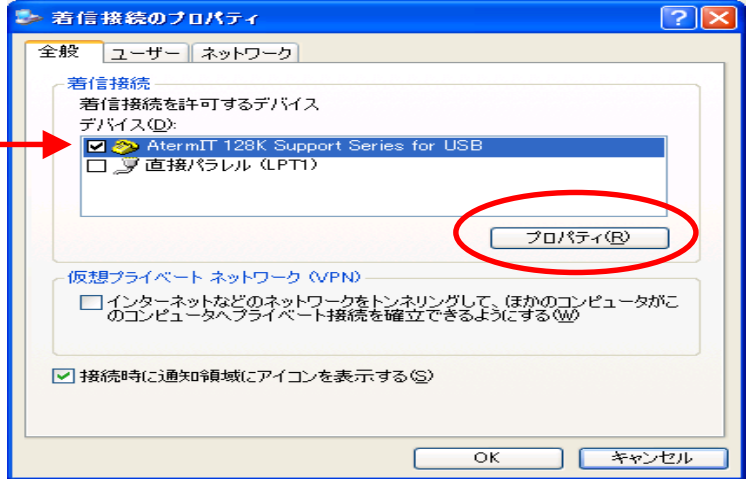 着信接続のプロパティ
全般 ユーザー ネットワーク
着信接続
着信接続を許可するデバイス
デバイス(D):
AtermIT 128K Support Series for USB
直接パラレル (LPT1)
プロパティ(R)
仮想プライベート ネットワーク (VPN)
インターネットなどのネットワークをトンネリングして、ほかのコンピュータがこ
のコンピュータへプライベート接続を確立できるようにする(W)
接続時に通知領域にアイコンを表示する(S)
OK キャンセル